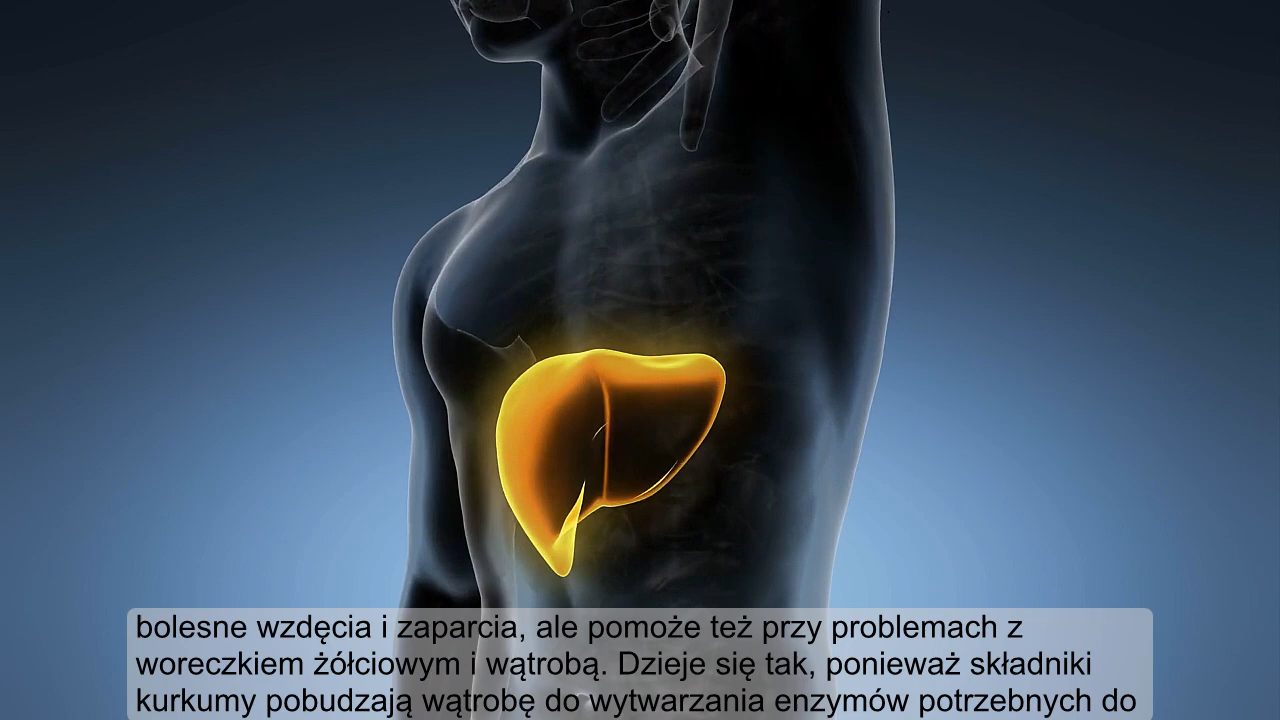 bolesne wzdęcia i zaparcia, ale pomoże też przy problemach z
woreczkiem żółciowym i wątrobą. Dzieje się tak, ponieważ składniki
kurkumy pobudzają wątrobę do wytwarzania enzymów potrzebnych do